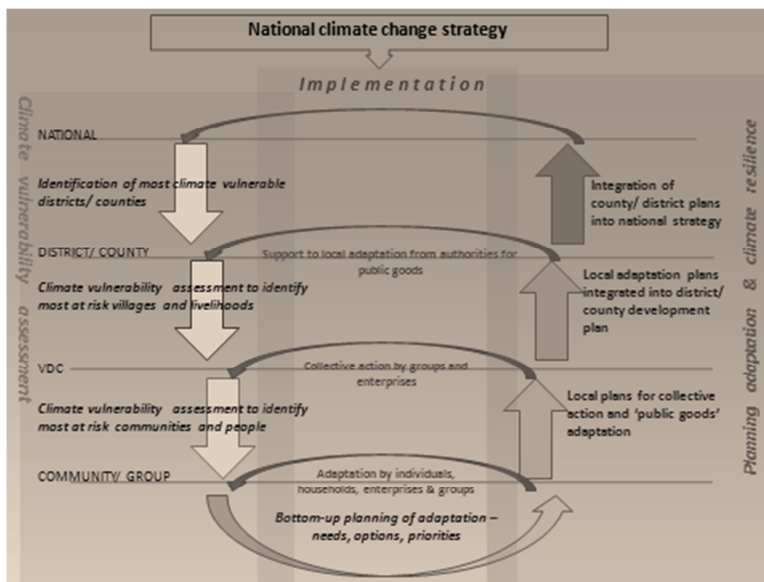 National climate change strategy
Implementation
Climate vulnerability assessment
Planning adaptation & climate resilience
NATIONAL
Identification of most climate vulnerable
districts/ counties
Integration of
county/ district plans
into national strategy
DISTRICT/ COUNTY
Support to local adaptation from authorities for
public goods
Climate vulnerability assessment to identify
most at risk villages and livelihoods
Local adaptation plans
integrated into district/
county development
plan
VDC
Collective action by groups and
enterprises
Climate vulnerability assessment to identify
most at risk communities and people
Local plans for collective
action and ‘public goods’
adaptation
COMMUNITY/ GROUP
Adaptation by individuals,
households, enterprises & groups
Bottom-up planning of adaptation –
needs, options, priorities